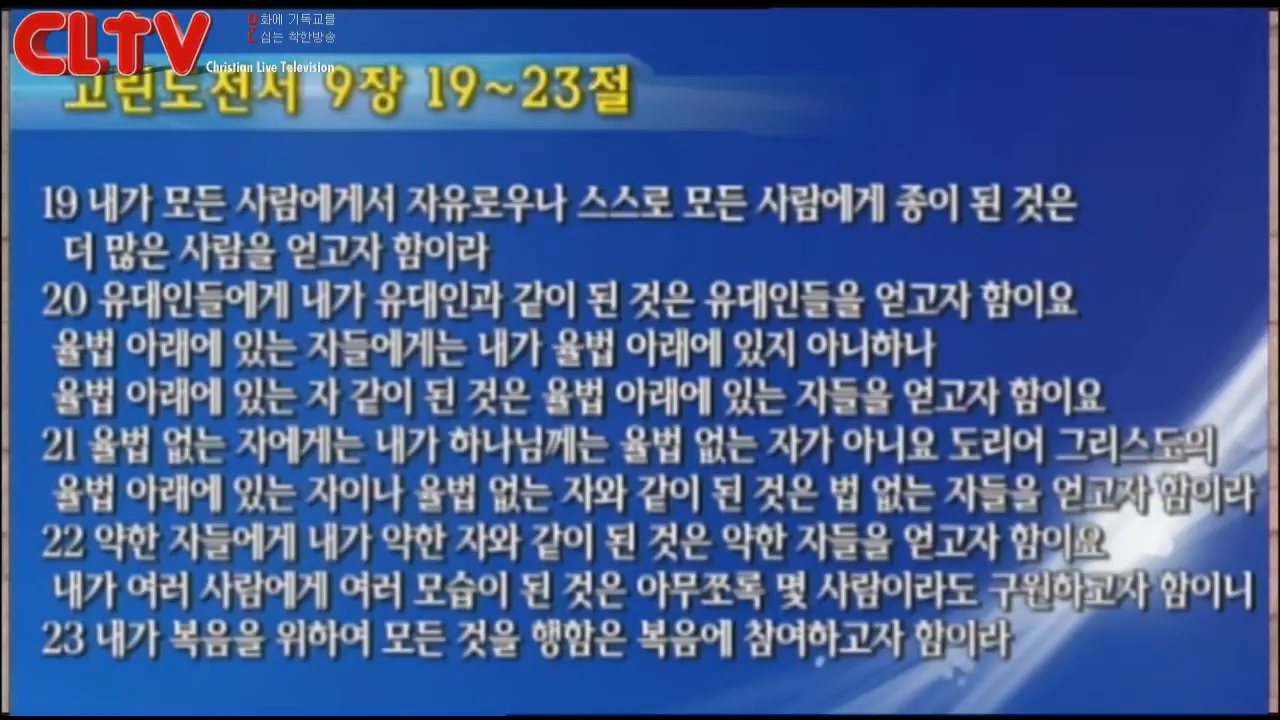 CLTV
문화에 기독교를
심는 착한방송
Christian Live Television
고린도전서 9장 19~23절
19 내가 모든 사람에게서 자유로우나 스스로 모든 사람에게 종이 된 것은
더 많은 사람을 얻고자 함이라
20 유대인들에게 내가 유대인과 같이 된 것은 유대인들을 얻고자 함이요
율법 아래에 있는 자들에게는 내가 율법 아래에 있지 아니하나
율법 아래에 있는 자 같이 된 것은 율법 아래에 있는 자들을 얻고자 함이요
21 율법 없는 자에게는 내가 하나님께는 율법 없는 자가 아니요 도리어 그리스도의
율법 아래에 있는 자이나 율법 없는 자와 같이 된 것은 법 없는 자들을 얻고자 함이라
22 약한 자들에게 내가 약한 자와 같이 된 것은 약한 자들을 얻고자 함이요
내가 여러 사람에게 여러 모습이 된 것은 아무쪼록 몇 사람이라도 구원하고자 함이니
23 내가 복음을 위하여 모든 것을 행함은 복음에 참여하고자 함이라